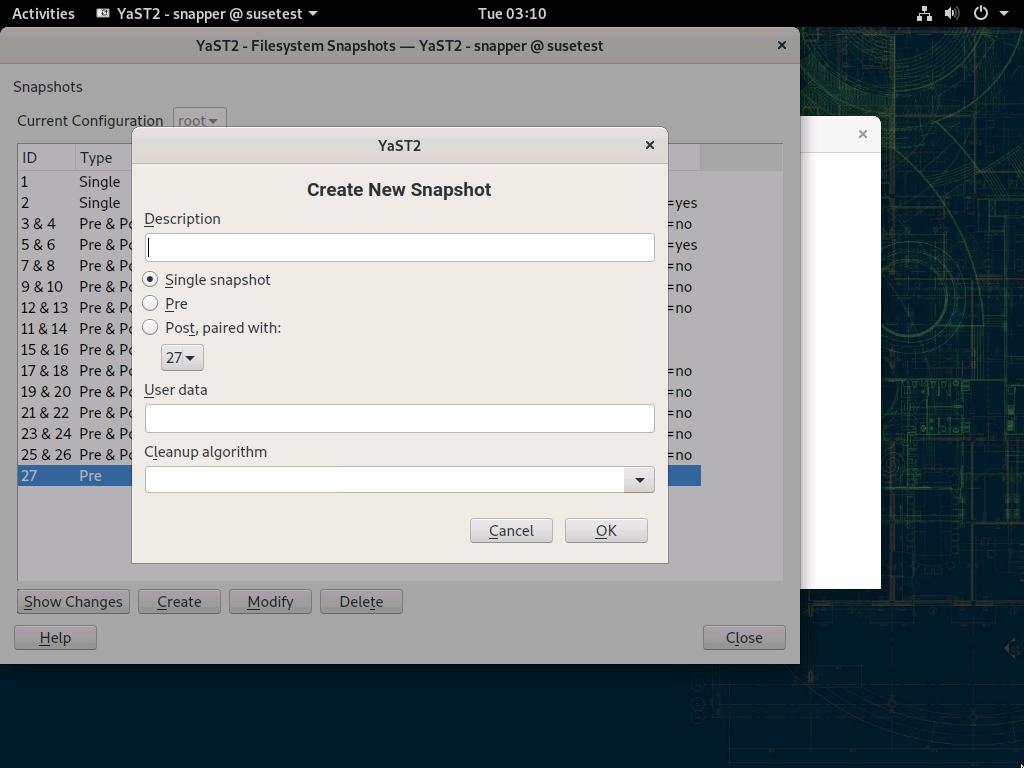 Activities YaST2 - snapper @ susetest Tue 03:10
YaST2 - Filesystem Snapshots — YaST2 - snapper @ susetest
Snapshots
Current Configuration root
YaST2
ID Type
Create New Snapshot
1 Single
2 Single =yes
Description
3 & 4 Pre & Po =no
5 & 6 Pre & Po =yes
7 & 8 Pre & Po =no
Single snapshot
9 & 10 Pre & Po =no
Pre
12 & 13 Pre & Po =no
11 & 14 Pre & Po
Post, paired with:
15 & 16 Pre & Po
27
17 & 18 Pre & Po =no
19 & 20 Pre & Po =no
User data
21 & 22 Pre & Po =no
23 & 24 Pre & Po =no
Cleanup algorithm
25 & 26 Pre & Po =no
27 Pre
Cancel OK
Show Changes Create Modify Delete
Help Close